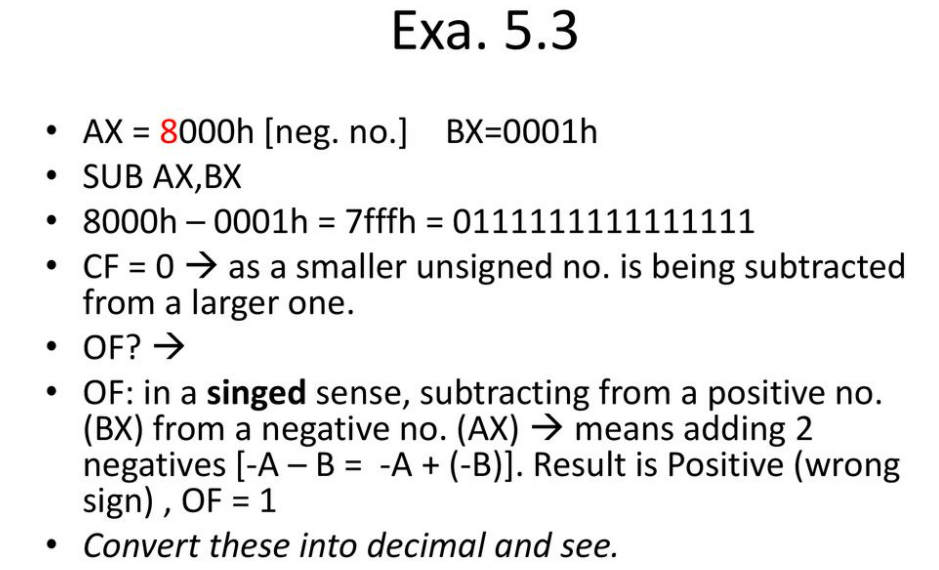 Exa. 5.3
• AX = 8000h [neg. no.] BX=0001h
• SUB AX,BX
• 8000h – 0001h = 7fffh = 0111111111111111
• CF = 0 → as a smaller unsigned no. is being subtracted
from a larger one.
• OF? →
• OF: in a singed sense, subtracting from a positive no.
(BX) from a negative no. (AX) → means adding 2
negatives [-A – B = -A + (-B)]. Result is Positive (wrong
sign) , OF = 1
• Convert these into decimal and see.